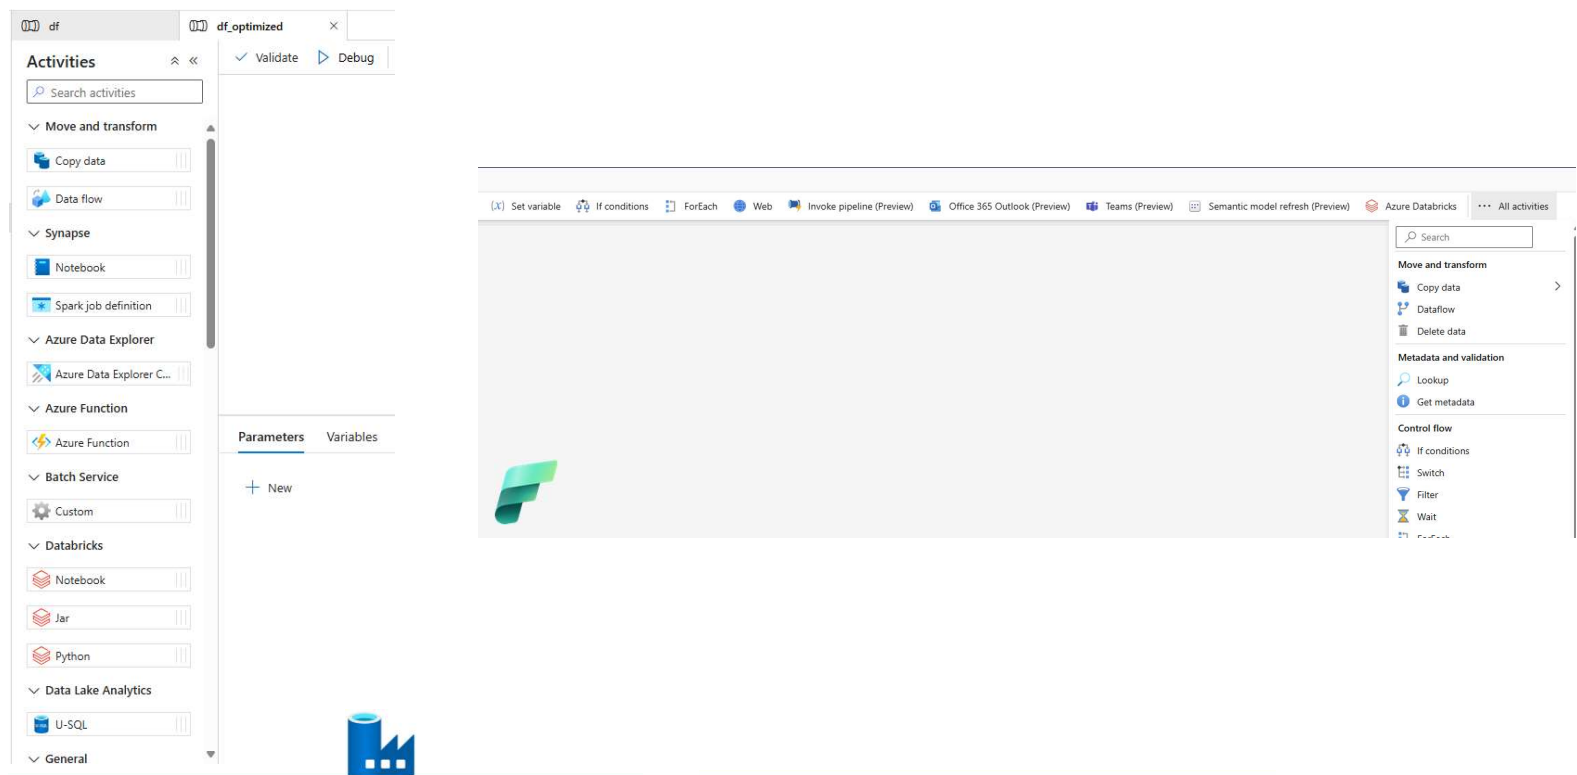 df
df_optimized
Activities
Validate
Debug
Search activities
Move and transform
Copy data
Data flow
Synapse
Notebook
Spark job definition
Azure Data Explorer
Azure Data Explorer C...
Azure Function
Azure Function
Batch Service
Custom
Databricks
Notebook
Jar
Python
Data Lake Analytics
U-SQL
General
Parameters Variables
New
(X) Set variable If conditions ForEach Web Invoke pipeline (Preview) Office 365 Outlook (Preview) Teams (Preview) Semantic model refresh (Preview) Azure Databricks ... All activities
Search
Move and transform
Copy data
Dataflow
Delete data
Metadata and validation
Lookup
Get metadata
Control flow
If conditions
Switch
Filter
Wait